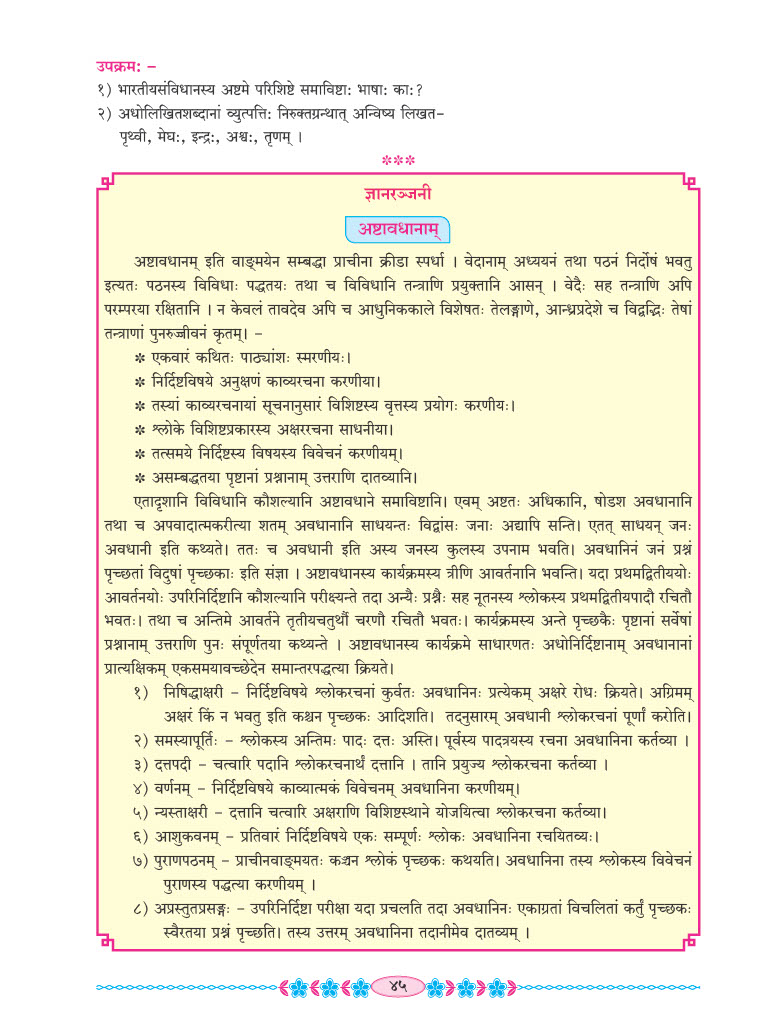 उपक्रमः –
१) भारतीयसंविधानस्य अष्टमे परिशिष्टे समाविष्टाः भाषाः काः?
२) अधोलिखितशब्दानां व्युत्पत्तिः निरुक्तग्रन्थात् अन्विष्य लिखत-
पृथ्वी, मेघः, इन्द्रः, अश्वः, तृणम् ।
***
ज्ञानरञ्जनी
अष्टावधानाम्
अष्टावधानम् इति वाङ्मयेन सम्बद्धा प्राचीना क्रीडा स्पर्धा । वेदानाम् अध्ययनं तथा पठनं निर्दोषं भवतु
इत्यतः पठनस्य विविधाः पद्धतयः तथा च विविधानि तन्त्राणि प्रयुक्तानि आसन् । वेदैः सह तन्त्राणि अपि
परम्परया रक्षितानि । न केवलं तावदेव अपि च आधुनिककाले विशेषतः तेलङ्गाणे, आन्ध्रप्रदेशे च विद्वद्भिः तेषां
तन्त्राणां पुनरुज्जीवनं कृतम्। –
* एकवारं कथितः पाठ्यांशः स्मरणीयः।
* निर्दिष्टविषये अनुक्षणं काव्यरचना करणीया।
* तस्यां काव्यरचनायां सूचनानुसारं विशिष्टस्य वृत्तस्य प्रयोगः करणीयः।
* श्लोके विशिष्टप्रकारस्य अक्षररचना साधनीया।
* तत्समये निर्दिष्टस्य विषयस्य विवेचनं करणीयम्।
* असम्बद्धतया पृष्टानां प्रश्नानाम् उत्तराणि दातव्यानि।
एतादृशानि विविधानि कौशल्यानि अष्टावधाने समाविष्टानि। एवम् अष्टतः अधिकानि, षोडश अवधानानि
तथा च अपवादात्मकरीत्या शतम् अवधानानि साधयन्तः विद्वांसः जनाः अद्यापि सन्ति। एतत् साधयन् जनः
अवधानी इति कथ्यते। ततः च अवधानी इति अस्य जनस्य कुलस्य उपनाम भवति। अवधानिनं जनं प्रश्नं
पृच्छतां विदुषां पृच्छकाः इति संज्ञा । अष्टावधानस्य कार्यक्रमस्य त्रीणि आवर्तनानि भवन्ति। यदा प्रथमद्वितीययोः
आवर्तनयोः उपरिनिर्दिष्टानि कौशल्यानि परीक्ष्यन्ते तदा अन्यैः प्रश्नैः सह नूतनस्य श्लोकस्य प्रथमद्वितीयपादौ रचितौ
भवतः। तथा च अन्तिमे आवर्तने तृतीयचतुर्थौ चरणौ रचितौ भवतः। कार्यक्रमस्य अन्ते पृच्छकैः पृष्टानां सर्वेषां
प्रश्नानाम् उत्तराणि पुनः संपूर्णतया कथ्यन्ते । अष्टावधानस्य कार्यक्रमे साधारणतः अधोनिर्दिष्टानाम् अवधानानां
प्रात्यक्षिकम् एकसमयावच्छेदेन समान्तरपद्धत्या क्रियते।
१) निषिद्धाक्षरी – निर्दिष्टविषये श्लोकरचनां कुर्वतः अवधानिनः प्रत्येकम् अक्षरे रोधः क्रियते। अग्रिमम्
अक्षरं किं न भवतु इति कश्चन पृच्छकः आदिशति। तदनुसारम् अवधानी श्लोकरचनां पूर्णां करोति।
२) समस्यापूर्तिः – श्लोकस्य अन्तिमः पादः दत्तः अस्ति। पूर्वस्य पादत्रयस्य रचना अवधानिना कर्तव्या ।
३) दत्तपदी – चत्वारि पदानि श्लोकरचनार्थं दत्तानि । तानि प्रयुज्य श्लोकरचना कर्तव्या ।
४) वर्णनम् – निर्दिष्टविषये काव्यात्मकं विवेचनम् अवधानिना करणीयम्।
५) न्यस्ताक्षरी – दत्तानि चत्वारि अक्षराणि विशिष्टस्थाने योजयित्वा श्लोकरचना कर्तव्या।
६) आशुकवनम् – प्रतिवारं निर्दिष्टविषये एकः सम्पूर्णः श्लोकः अवधानिना रचयितव्यः।
७) पुराणपठनम् – प्राचीनवाङ्मयतः कञ्चन श्लोकं पृच्छकः कथयति। अवधानिना तस्य श्लोकस्य विवेचनं
पुराणस्य पद्धत्या करणीयम् ।
८) अप्रस्तुतप्रसङ्गः – उपरिनिर्दिष्टा परीक्षा यदा प्रचलति तदा अवधानिनः एकाग्रतां विचलितां कर्तुं पृच्छकः
स्वैरतया प्रश्नं पृच्छति। तस्य उत्तरम् अवधानिना तदानीमेव दातव्यम् ।
४५